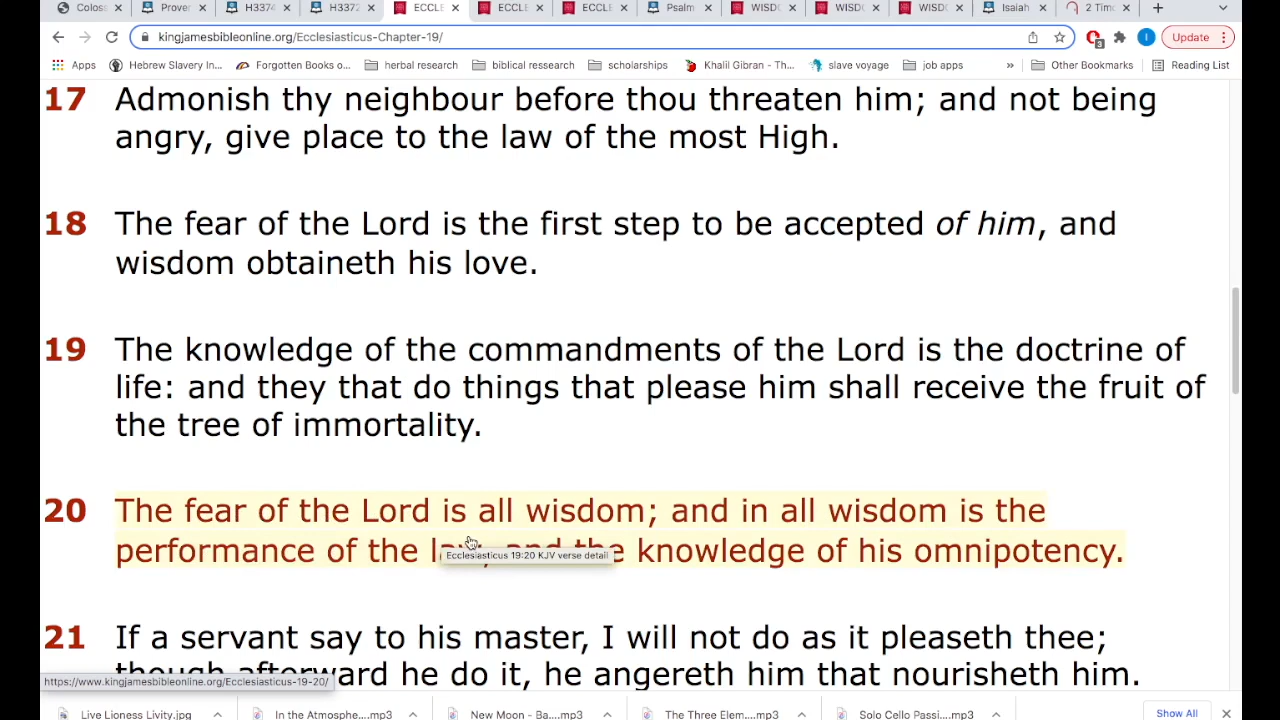 Colos Prover H3374 H3372 ECCLE ECCLE ECCLE Psalm WISD WISD WISD Isaiah 2 Timo
kingjamesbibleonline.org/Ecclesiasticus-Chapter-19/ 3 I Update
Apps Hebrew Slavery In... Forgotten Books o... herbal research biblical ressearch scholarships Khalil Gibran - Th... slave voyage job apps » Other Bookmarks Reading List
17 Admonish thy neighbour before thou threaten him; and not being
angry, give place to the law of the most High.
18 The fear of the Lord is the first step to be accepted of him, and
wisdom obtaineth his love.
19 The knowledge of the commandments of the Lord is the doctrine of
life: and they that do things that please him shall receive the fruit of
the tree of immortality.
20 The fear of the Lord is all wisdom; and in all wisdom is the
performance of the law, and the knowledge of his omnipotency.
Ecclesiasticus 19:20 KJV verse detail
21 If a servant say to his master, I will not do as it pleaseth thee;
though afterward he do it, he angereth him that nourisheth him.
https://www.kingjamesbibleonline.org/Ecclesiasticus-19-20/
Live Lioness Livity.jpg In the Atmosphe....mp3 New Moon - Ba....mp3 The Three Elem....mp3 Solo Cello Passi....mp3 Show All